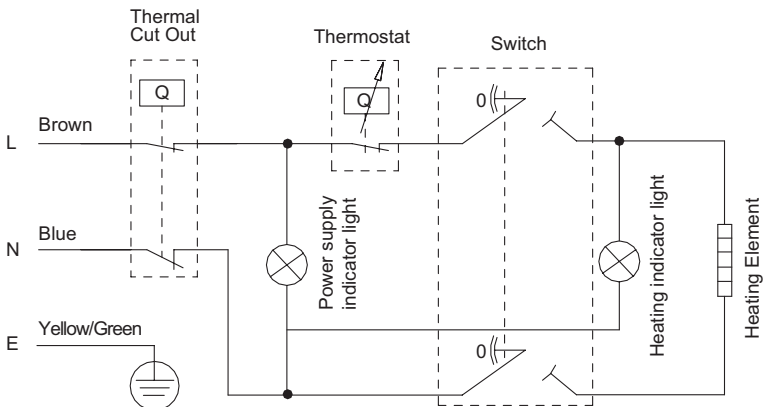 Thermal
Cut Out
Thermostat
Switch
Q
Q
0
L
Brown
N
Blue
Power supply
indicator light
Heating indicator light
Heating Element
E
Yellow/Green
0